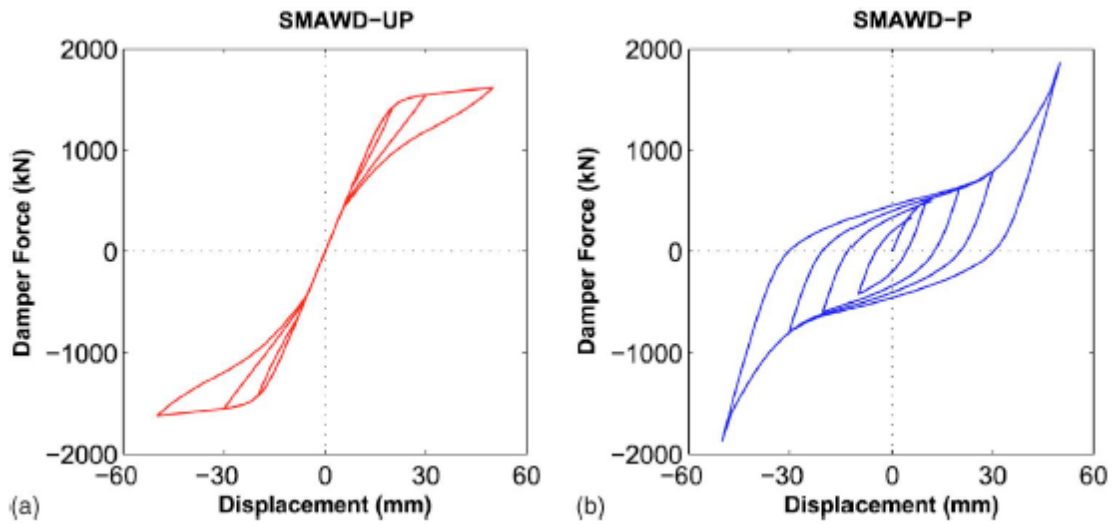 SMAWD-UP
2000
1000
0
-1000
-2000
Damper Force (kN)
-60 -30 0 30 60
Displacement (mm)
(a)
SMAWD-P
2000
1000
0
-1000
-2000
Damper Force (kN)
-60 -30 0 30 60
Displacement (mm)
(b)